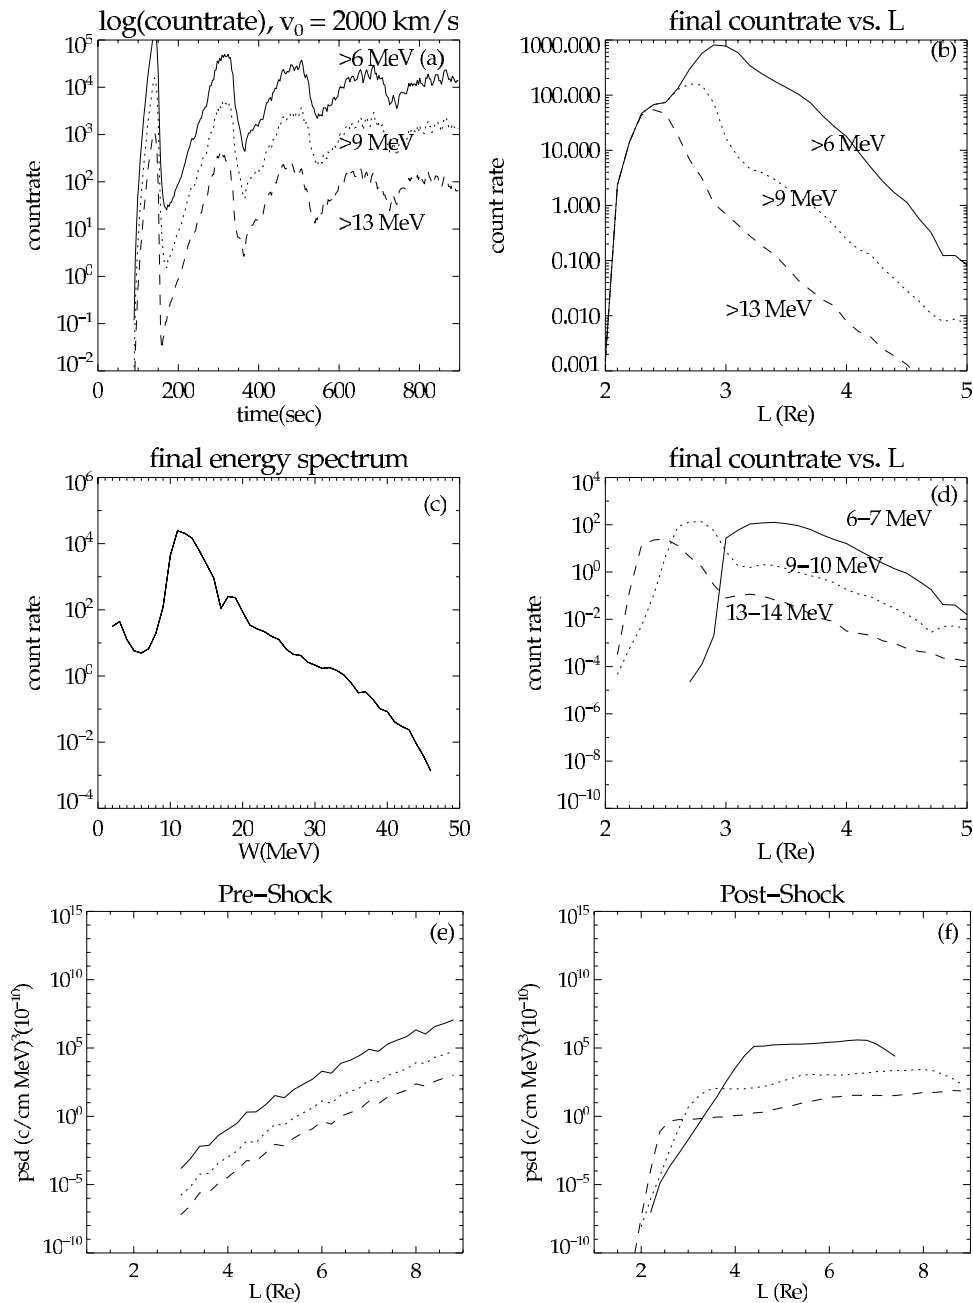 log(countrate), v₀ = 2000 km/s
10⁵
10⁴
10³
10²
10¹
10⁰
10⁻¹
10⁻²
countrate
>6 MeV (a)
>9 MeV
>13 MeV
0 200 400 600 800
time(sec)
final countrate vs. L
1000.000
100.000
10.000
1.000
0.100
0.010
0.001
count rate
(b)
>6 MeV
>9 MeV
>13 MeV
2 3 4 5
L (Re)
final energy spectrum
10⁶
10⁴
10²
10⁰
10⁻²
10⁻⁴
count rate
(c)
0 10 20 30 40 50
W(MeV)
final countrate vs. L
10⁴
10²
10⁰
10⁻²
10⁻⁴
10⁻⁶
10⁻⁸
10⁻¹⁰
count rate
(d)
6–7 MeV
9–10 MeV
13–14 MeV
2 3 4 5
L (Re)
Pre–Shock
10¹⁵
10¹⁰
10⁵
10⁰
10⁻⁵
10⁻¹⁰
psd (c/cm MeV)³(10⁻¹⁰)
(e)
2 4 6 8
L (Re)
Post–Shock
10¹⁵
10¹⁰
10⁵
10⁰
10⁻⁵
10⁻¹⁰
psd (c/cm MeV)³(10⁻¹⁰)
(f)
2 4 6 8
L (Re)